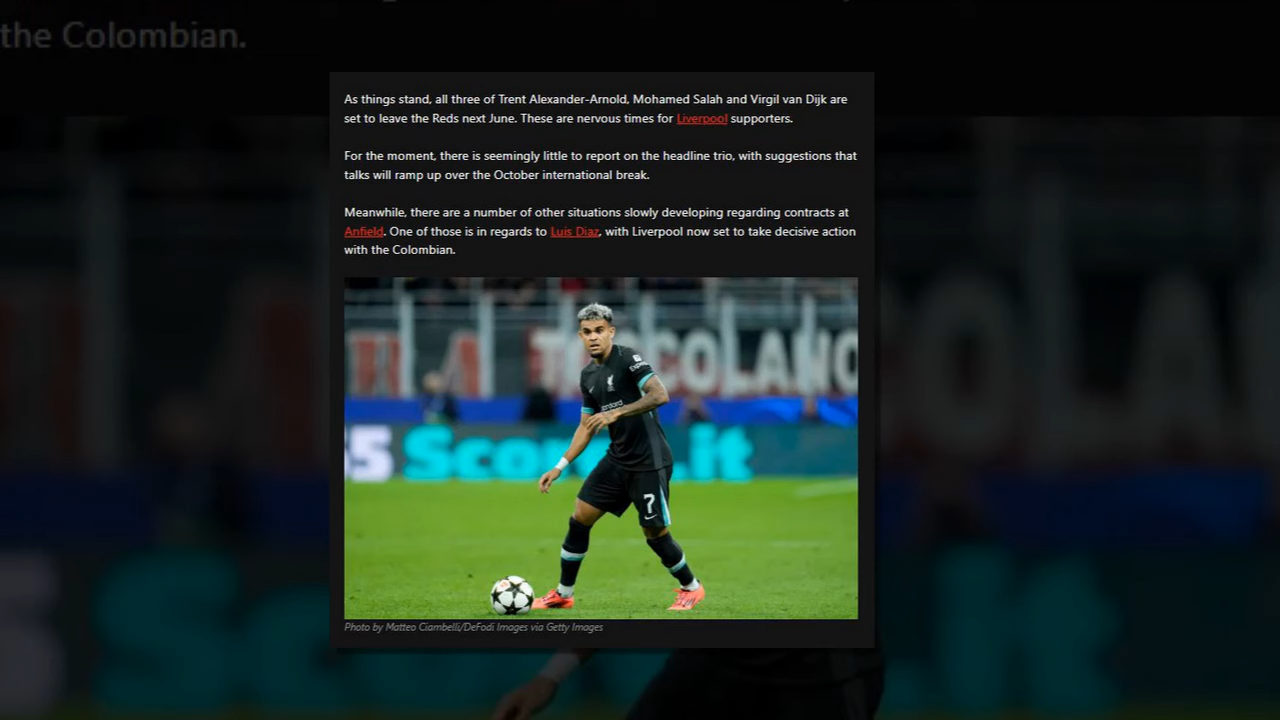 the Colombian.
As things stand, all three of Trent Alexander-Arnold, Mohamed Salah and Virgil van Dijk are
set to leave the Reds next June. These are nervous times for Liverpool supporters.
For the moment, there is seemingly little to report on the headline trio, with suggestions that
talks will ramp up over the October international break.
Meanwhile, there are a number of other situations slowly developing regarding contracts at
Anfield. One of those is in regards to Luis Diaz, with Liverpool now set to take decisive action
with the Colombian.
7
Photo by Matteo Ciambelli/DeFodi Images via Getty Images